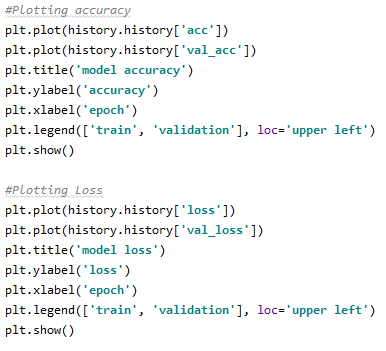 #Plotting accuracy
plt.plot(history.history['acc'])
plt.plot(history.history['val_acc'])
plt.title('model accuracy')
plt.ylabel('accuracy')
plt.xlabel('epoch')
plt.legend(['train', 'validation'], loc='upper left')
plt.show()

#Plotting Loss
plt.plot(history.history['loss'])
plt.plot(history.history['val_loss'])
plt.title('model loss')
plt.ylabel('loss')
plt.xlabel('epoch')
plt.legend(['train', 'validation'], loc='upper left')
plt.show()